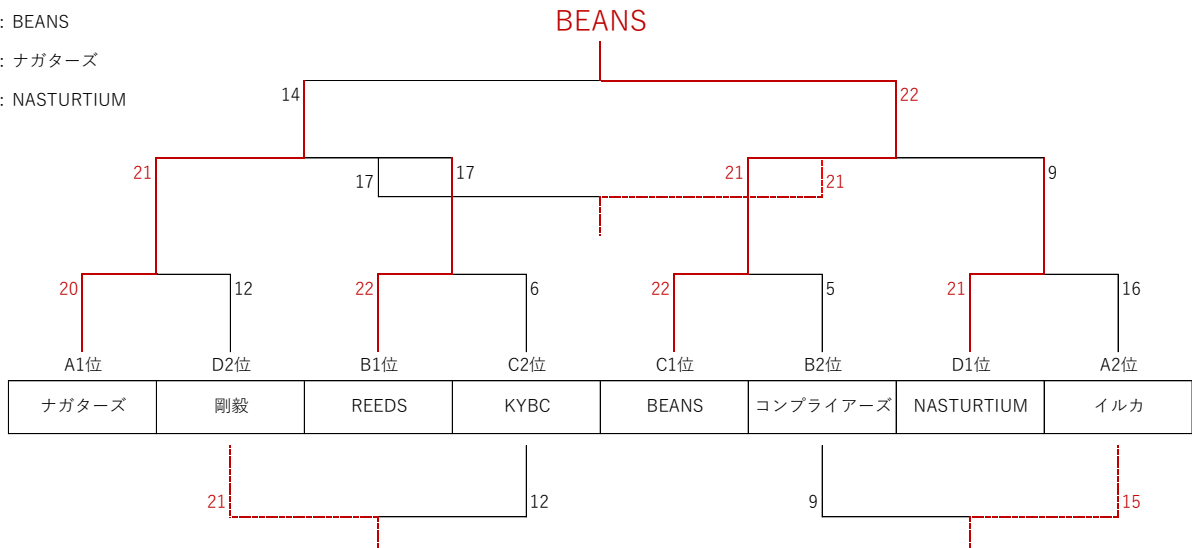 : BEANS
BEANS
: ナガターズ
: NASTURTIUM
14
22
21
17
17
21
21
9
20
12
22
6
22
5
21
16
A1位
D2位
B1位
C2位
C1位
B2位
D1位
A2位
ナガターズ
剛毅
REEDS
KYBC
BEANS
コンプライアーズ
NASTURTIUM
イルカ
21
12
9
15